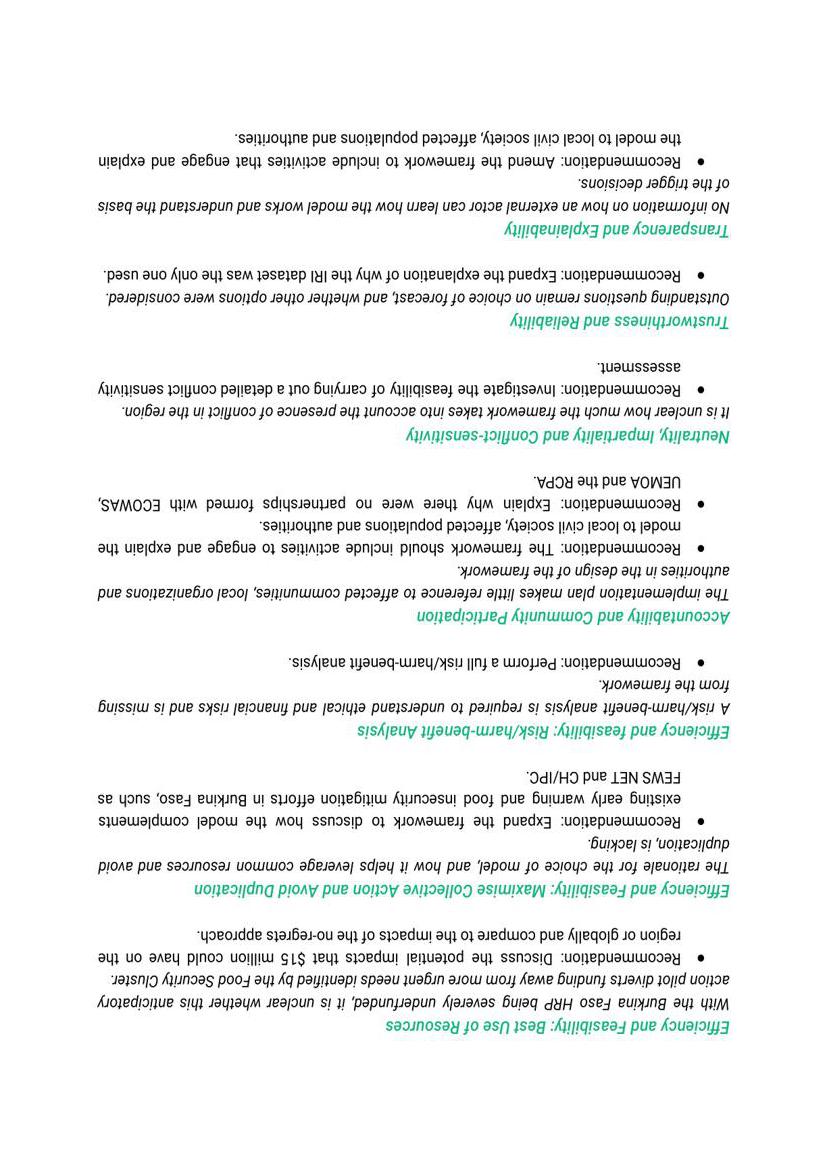 Efficiency and Feasibility: Best Use of Resources
With the Burkina Faso HRP being severely underfunded, it is unclear whether this anticipatory
action pilot diverts funding away from more urgent needs identified by the Food Security Cluster.
● Recommendation: Discuss the potential impacts that $15 million could have on the
region or globally and compare to the impacts of the no-regrets approach.
Efficiency and Feasibility: Maximise Collective Action and Avoid Duplication
The rationale for the choice of model, and how it helps leverage common resources and avoid
duplication, is lacking.
● Recommendation: Expand the framework to discuss how the model complements
existing early warning and food insecurity mitigation efforts in Burkina Faso, such as
FEWS NET and CH/IPC.
Efficiency and feasibility: Risk/harm-benefit Analysis
A risk/harm-benefit analysis is required to understand ethical and financial risks and is missing
from the framework.
● Recommendation: Perform a full risk/harm-benefit analysis.
Accountability and Community Participation
The implementation plan makes little reference to affected communities, local organizations and
authorities in the design of the framework.
● Recommendation: The framework should include activities to engage and explain the
model to local civil society, affected populations and authorities.
● Recommendation: Explain why there were no partnerships formed with ECOWAS,
UEMOA and the RCPA.
Neutrality, Impartiality and Conflict-sensitivity
It is unclear how much the framework takes into account the presence of conflict in the region.
● Recommendation: Investigate the feasibility of carrying out a detailed conflict sensitivity
assessment.
Trustworthiness and Reliability
Outstanding questions remain on choice of forecast, and whether other options were considered.
● Recommendation: Expand the explanation of why the IRI dataset was the only one used.
Transparency and Explainability
No information on how an external actor can learn how the model works and understand the basis
of the trigger decisions.
● Recommendation: Amend the framework to include activities that engage and explain
the model to local civil society, affected populations and authorities.